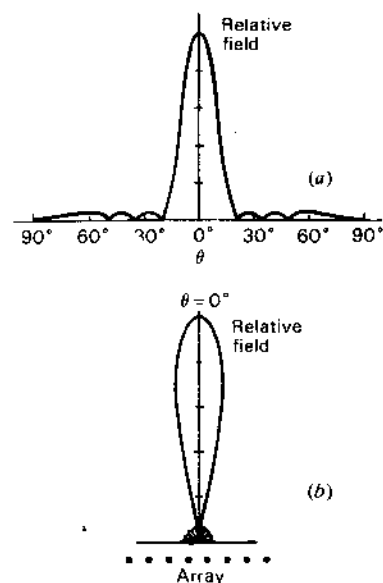 Relative
field
(a)
90° 60° 30° 0° 30° 60° 90°
θ
θ = 0°
Relative
field
(b)
Array